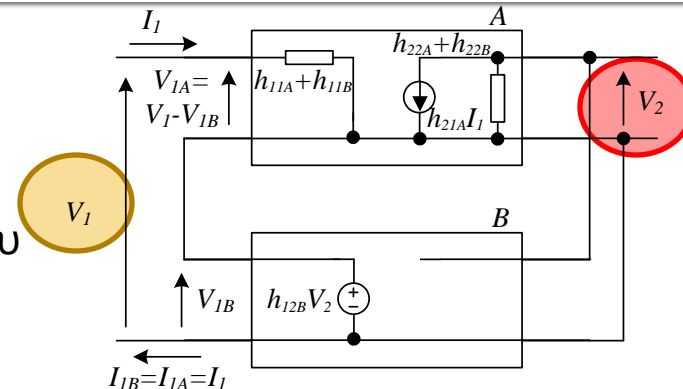 I1
A
h22A+h22B
V1A=
V1-V1B
h11A+h11B
h21AI1
V2
V1
υ
B
V1B
h12BV2
I1B=I1A=I1